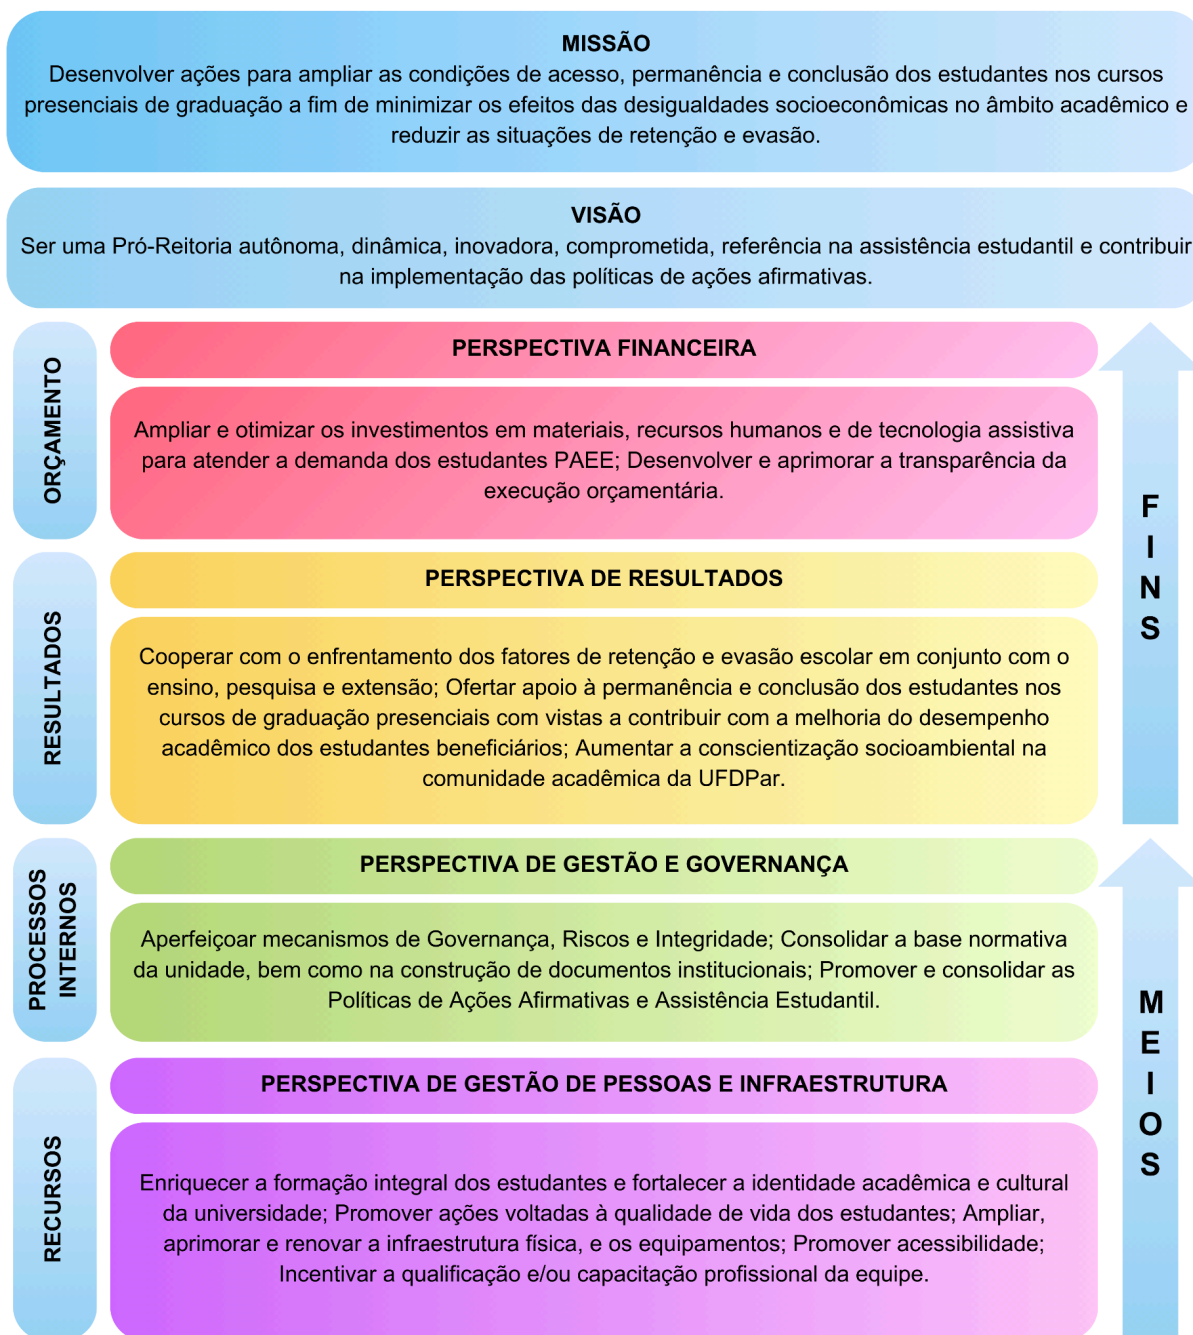 MISSÃO
Desenvolver ações para ampliar as condições de acesso, permanência e conclusão dos estudantes nos cursos
presenciais de graduação a fim de minimizar os efeitos das desigualdades socioeconômicas no âmbito acadêmico e
reduzir as situações de retenção e evasão.
VISÃO
Ser uma Pró-Reitoria autônoma, dinâmica, inovadora, comprometida, referência na assistência estudantil e contribuir
na implementação das políticas de ações afirmativas.
ORÇAMENTO
PERSPECTIVA FINANCEIRA
Ampliar e otimizar os investimentos em materiais, recursos humanos e de tecnologia assistiva
para atender a demanda dos estudantes PAEE; Desenvolver e aprimorar a transparência da
execução orçamentária.
RESULTADOS
PERSPECTIVA DE RESULTADOS
Cooperar com o enfrentamento dos fatores de retenção e evasão escolar em conjunto com o
ensino, pesquisa e extensão; Ofertar apoio à permanência e conclusão dos estudantes nos
cursos de graduação presenciais com vistas a contribuir com a melhoria do desempenho
acadêmico dos estudantes beneficiários; Aumentar a conscientização socioambiental na
comunidade acadêmica da UFDPar.
FINS
PROCESSOS
INTERNOS
PERSPECTIVA DE GESTÃO E GOVERNANÇA
Aperfeiçoar mecanismos de Governança, Riscos e Integridade; Consolidar a base normativa
da unidade, bem como na construção de documentos institucionais; Promover e consolidar as
Políticas de Ações Afirmativas e Assistência Estudantil.
RECURSOS
PERSPECTIVA DE GESTÃO DE PESSOAS E INFRAESTRUTURA
Enriquecer a formação integral dos estudantes e fortalecer a identidade acadêmica e cultural
da universidade; Promover ações voltadas à qualidade de vida dos estudantes; Ampliar,
aprimorar e renovar a infraestrutura física, e os equipamentos; Promover acessibilidade;
Incentivar a qualificação e/ou capacitação profissional da equipe.
MEIOS